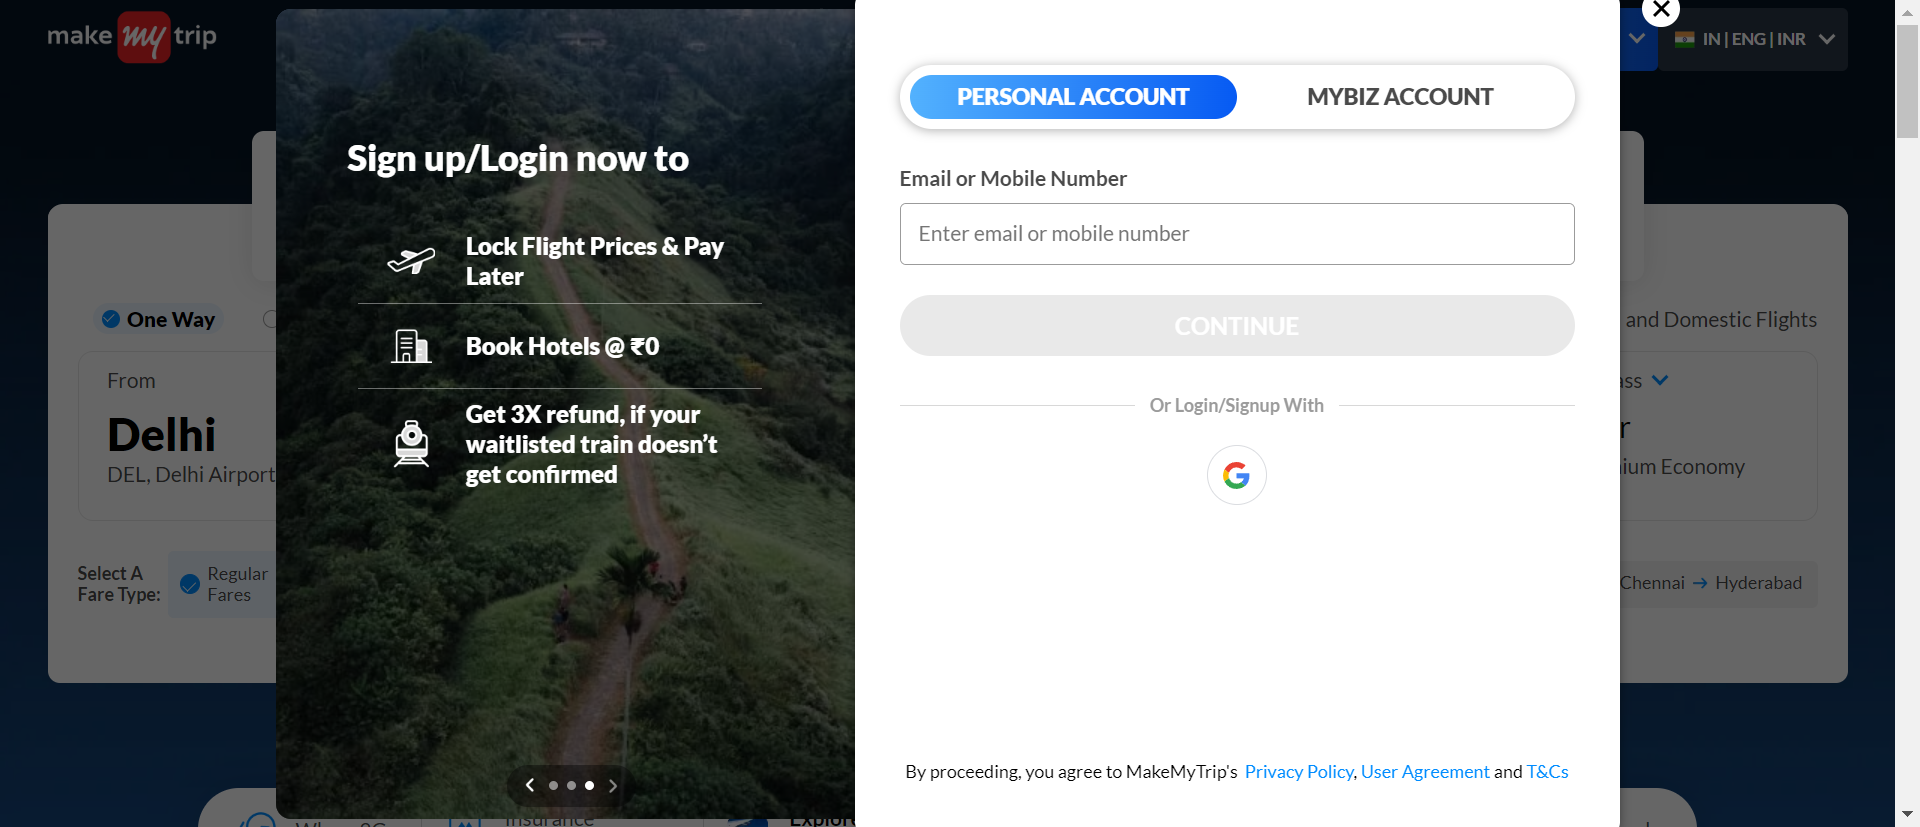 make my trip
IN | ENG | INR
Sign up/Login now to
Lock Flight Prices & Pay
Later
Book Hotels @ ₹0
Get 3X refund, if your
waitlisted train doesn’t
get confirmed
PERSONAL ACCOUNT
MYBIZ ACCOUNT
Email or Mobile Number
Enter email or mobile number
CONTINUE
Or Login/Signup With
By proceeding, you agree to MakeMyTrip's Privacy Policy, User Agreement and T&Cs
One Way
From
Delhi
DEL, Delhi Airport
Select A
Fare Type:
Regular
Fares
and Domestic Flights
Economy
Chennai → Hyderabad